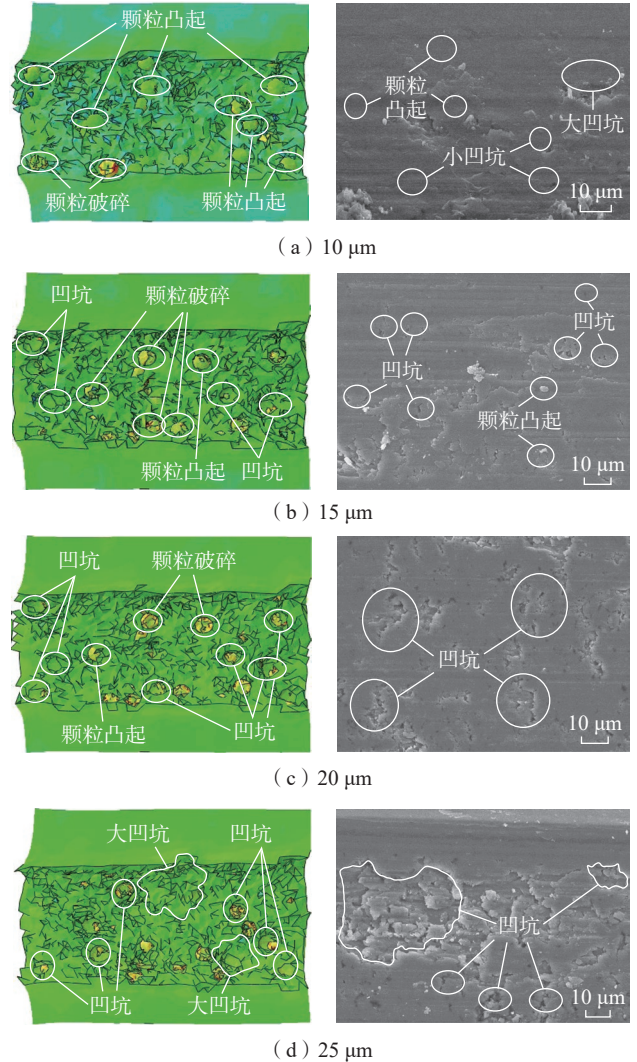 颗粒凸起
颗粒破碎
颗粒凸起
颗粒
凸起
大凹坑
小凹坑
10 μm
（a）10 μm
凹坑
颗粒破碎
颗粒凸起
凹坑
凹坑
凹坑
颗粒凸起
10 μm
（b）15 μm
凹坑
颗粒破碎
颗粒凸起
凹坑
凹坑
10 μm
（c）20 μm
大凹坑
凹坑
凹坑
大凹坑
凹坑
10 μm
（d）25 μm